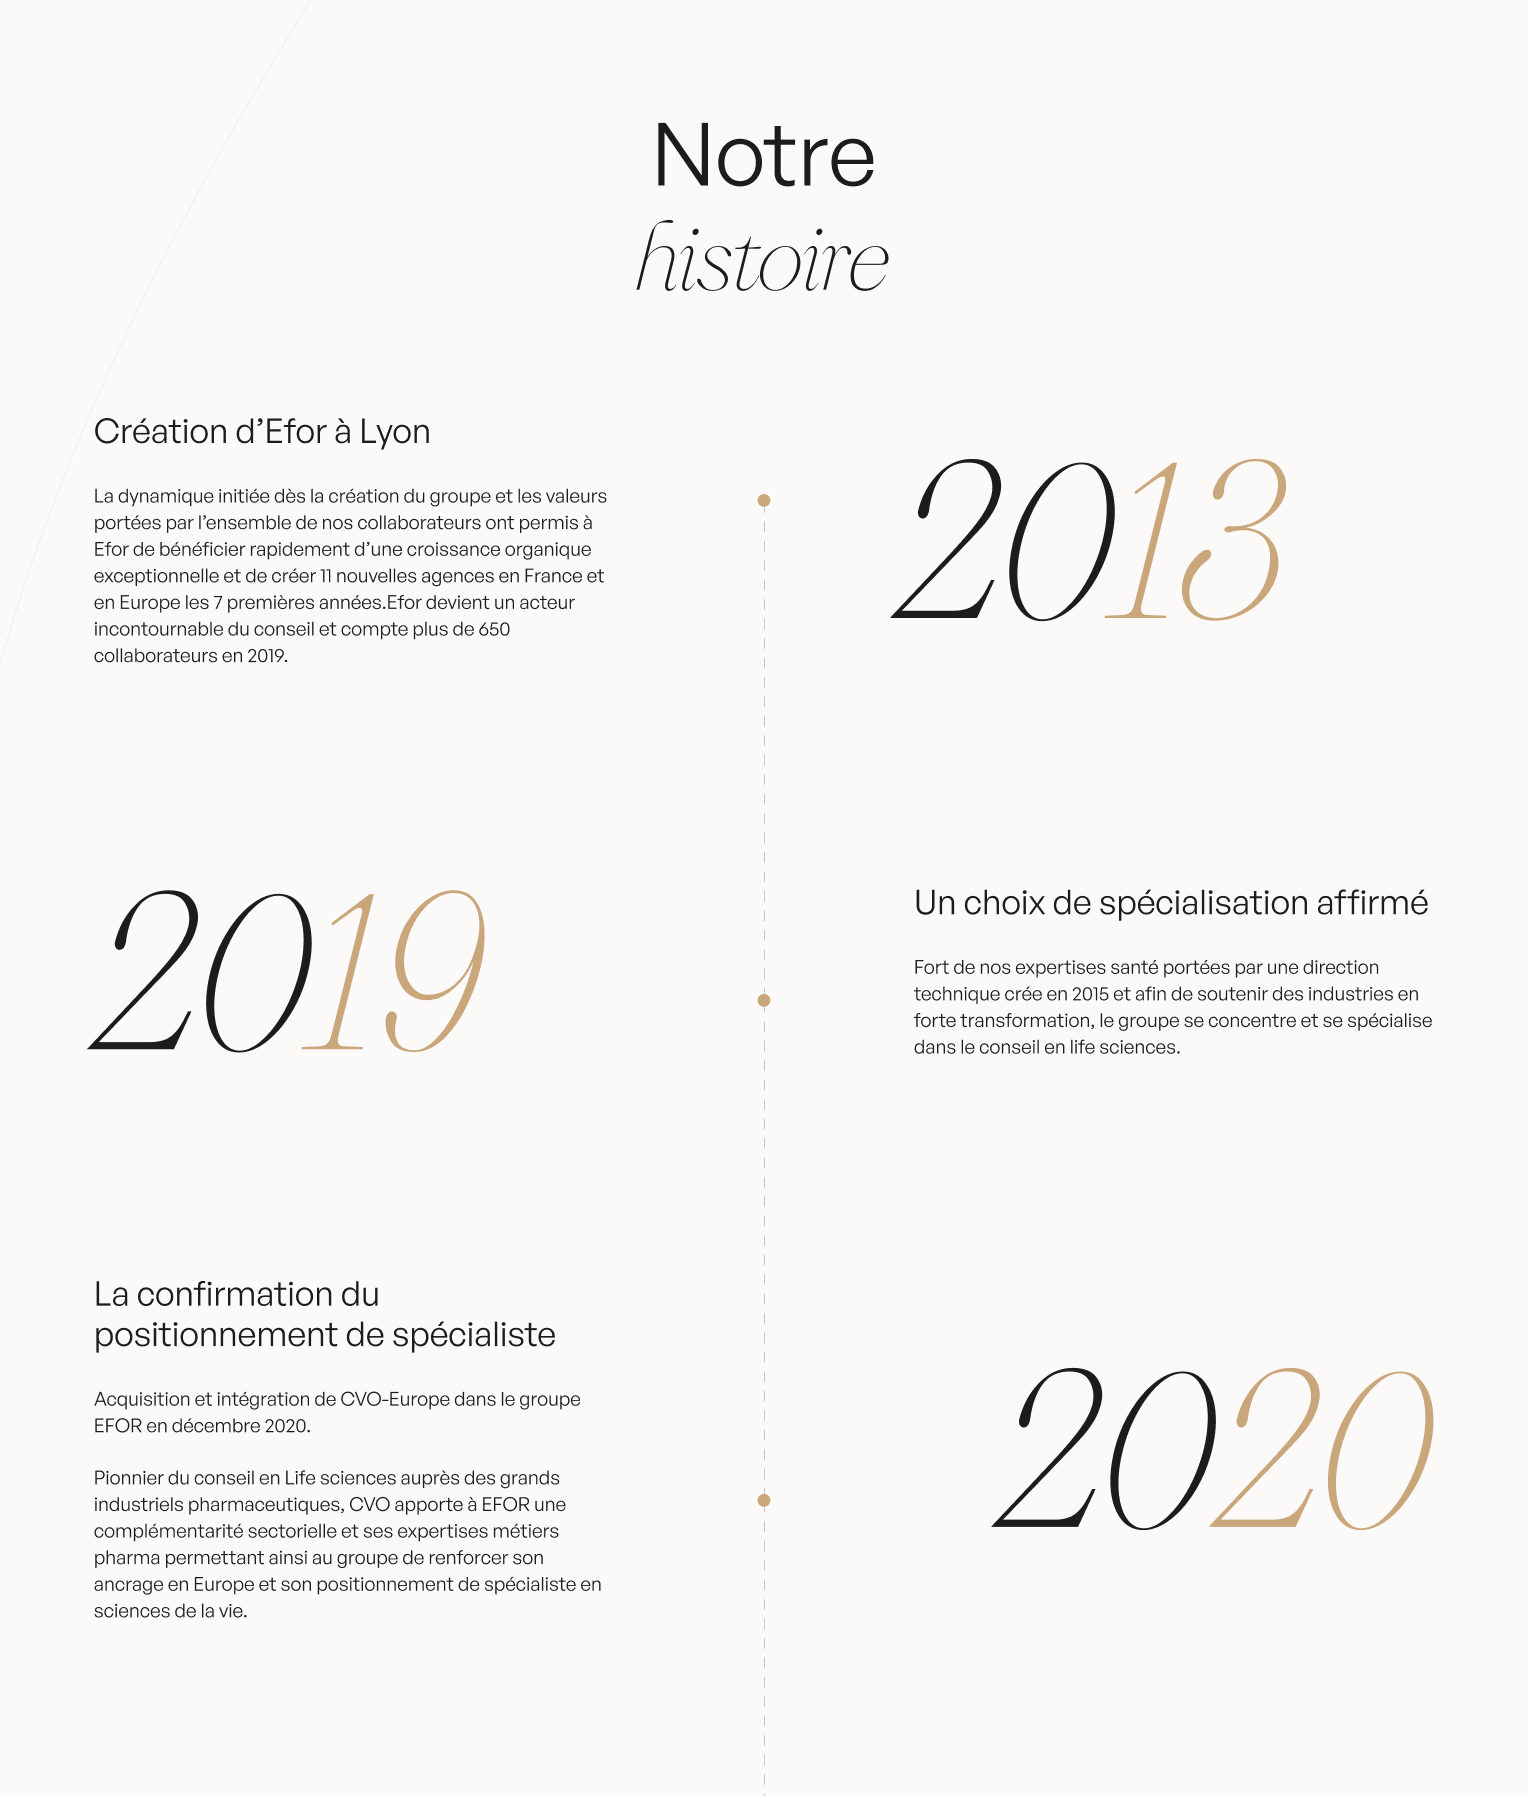 Notre
histoire
Création d’Efor à Lyon
La dynamique initiée dès la création du groupe et les valeurs
portées par l’ensemble de nos collaborateurs ont permis à
Efor de bénéficier rapidement d’une croissance organique
exceptionnelle et de créer 11 nouvelles agences en France et
en Europe les 7 premières années.Efor devient un acteur
incontournable du conseil et compte plus de 650
collaborateurs en 2019.
2013
2019
Un choix de spécialisation affirmé
Fort de nos expertises santé portées par une direction
technique crée en 2015 et afin de soutenir des industries en
forte transformation, le groupe se concentre et se spécialise
dans le conseil en life sciences.
La confirmation du
positionnement de spécialiste
Acquisition et intégration de CVO-Europe dans le groupe
EFOR en décembre 2020.
Pionnier du conseil en Life sciences auprès des grands
industriels pharmaceutiques, CVO apporte à EFOR une
complémentarité sectorielle et ses expertises métiers
pharma permettant ainsi au groupe de renforcer son
ancrage en Europe et son positionnement de spécialiste en
sciences de la vie.
2020